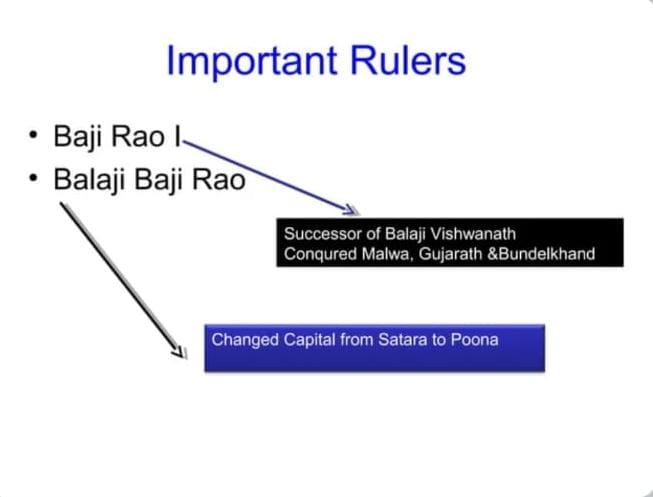 Important Rulers
• Baji Rao I
• Balaji Baji Rao
Successor of Balaji Vishwanath
Conqured Malwa, Gujarath &Bundelkhand
Changed Capital from Satara to Poona